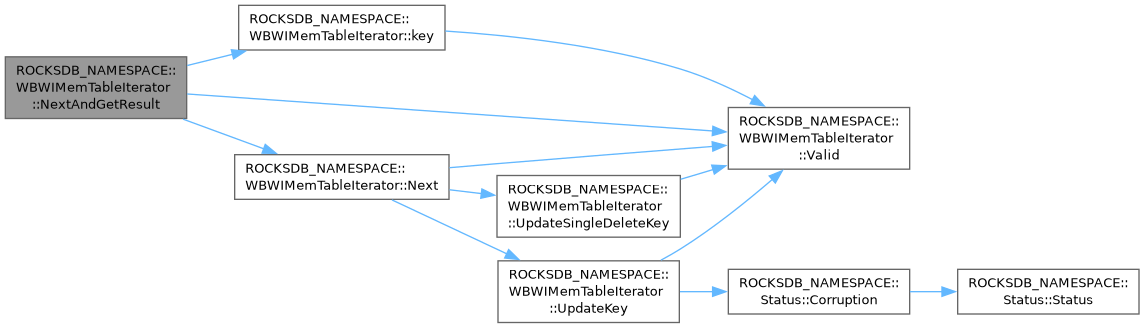 ROCKSDB_NAMESPACE::
WBWIMemTableIterator
::NextAndGetResult
ROCKSDB_NAMESPACE::
WBWIMemTableIterator::key
ROCKSDB_NAMESPACE::
WBWIMemTableIterator
::Valid
ROCKSDB_NAMESPACE::
WBWIMemTableIterator::Next
ROCKSDB_NAMESPACE::
WBWIMemTableIterator
::UpdateSingleDeleteKey
ROCKSDB_NAMESPACE::
WBWIMemTableIterator
::UpdateKey
ROCKSDB_NAMESPACE::
Status::Corruption
ROCKSDB_NAMESPACE::
Status::Status